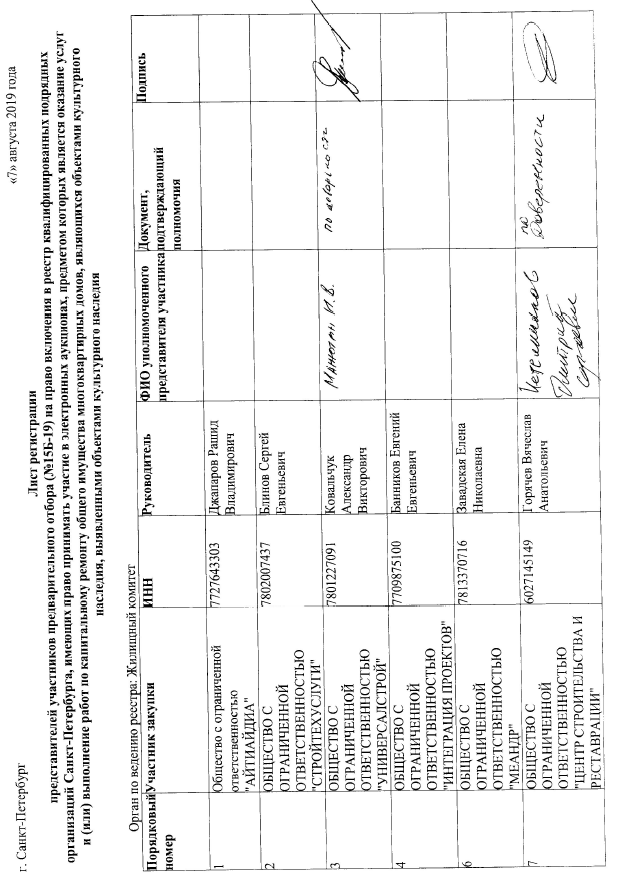 г. Санкт-Петербург
«7» августа 2019 года
Лист регистрации
представителей участников предварительного отбора (№15Б-19) на право включения в реестр квалифицированных подрядных
организаций Санкт-Петербурга, имеющих право принимать участие в электронных аукционах, предметом которых является оказание услуг
и (или) выполнение работ по капитальному ремонту общего имущества многоквартирных домов, являющихся объектами культурного
наследия, выявленными объектами культурного наследия
Орган по ведению реестра: Жилищный комитет
Порядковый номер
Участник закупки
ИНН
Руководитель
ФИО уполномоченного
представителя участника
Документ,
подтверждающий
полномочия
Подпись
1
Общество с ограниченной
ответственностью
"АЙТИАЙДИА"
7727643303
Джапаров Рашид
Владимирович
2
ОБЩЕСТВО С
ОГРАНИЧЕННОЙ
ОТВЕТСТВЕННОСТЬЮ
"СТРОЙТЕХУСЛУГИ"
7802007437
Блинов Сергей
Евгеньевич
3
ОБЩЕСТВО С
ОГРАНИЧЕННОЙ
ОТВЕТСТВЕННОСТЬЮ
"УНИВЕРСАЛСТРОЙ"
7801227091
Ковальчук
Александр
Викторович
Манютан И.В.
по доверенности
4
ОБЩЕСТВО С
ОГРАНИЧЕННОЙ
ОТВЕТСТВЕННОСТЬЮ
"ИНТЕГРАЦИЯ ПРОЕКТОВ"
7709875100
Банников Евгений
Евгеньевич
6
ОБЩЕСТВО С
ОГРАНИЧЕННОЙ
ОТВЕТСТВЕННОСТЬЮ
"МЕАНДР"
7813370716
Завадская Елена
Николаевна
7
ОБЩЕСТВО С
ОГРАНИЧЕННОЙ
ОТВЕТСТВЕННОСТЬЮ
"ЦЕНТР СТРОИТЕЛЬСТВА И
РЕСТАВРАЦИИ"
6027145149
Горячев Вячеслав
Анатольевич
Дмитрий
Сергеевич
по
доверенности